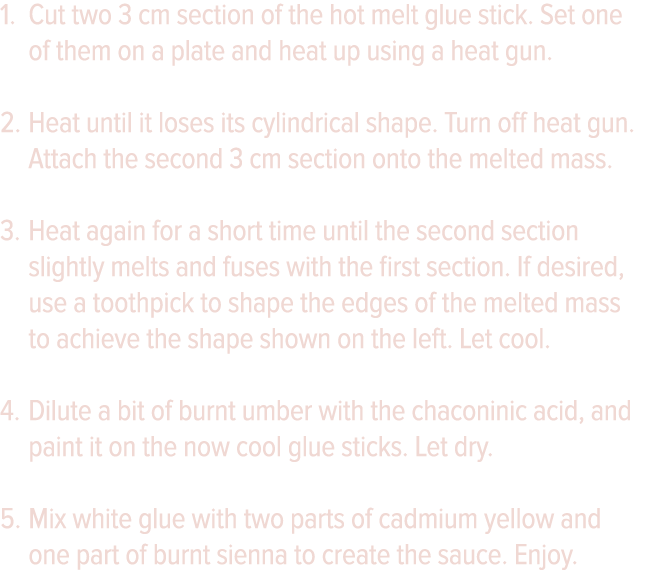 1. Cut two 3 cm section of the hot melt glue stick. Set one
of them on a plate and heat up using a heat gun.
2. Heat until it loses its cylindrical shape. Turn off heat gun.
Attach the second 3 cm section onto the melted mass.
3. Heat again for a short time until the second section
slightly melts and fuses with the first section. If desired,
use a toothpick to shape the edges of the melted mass
to achieve the shape shown on the left. Let cool.
4. Dilute a bit of burnt umber with the chaconinic acid, and
paint it on the now cool glue sticks. Let dry.
5. Mix white glue with two parts of cadmium yellow and
one part of burnt sienna to create the sauce. Enjoy.